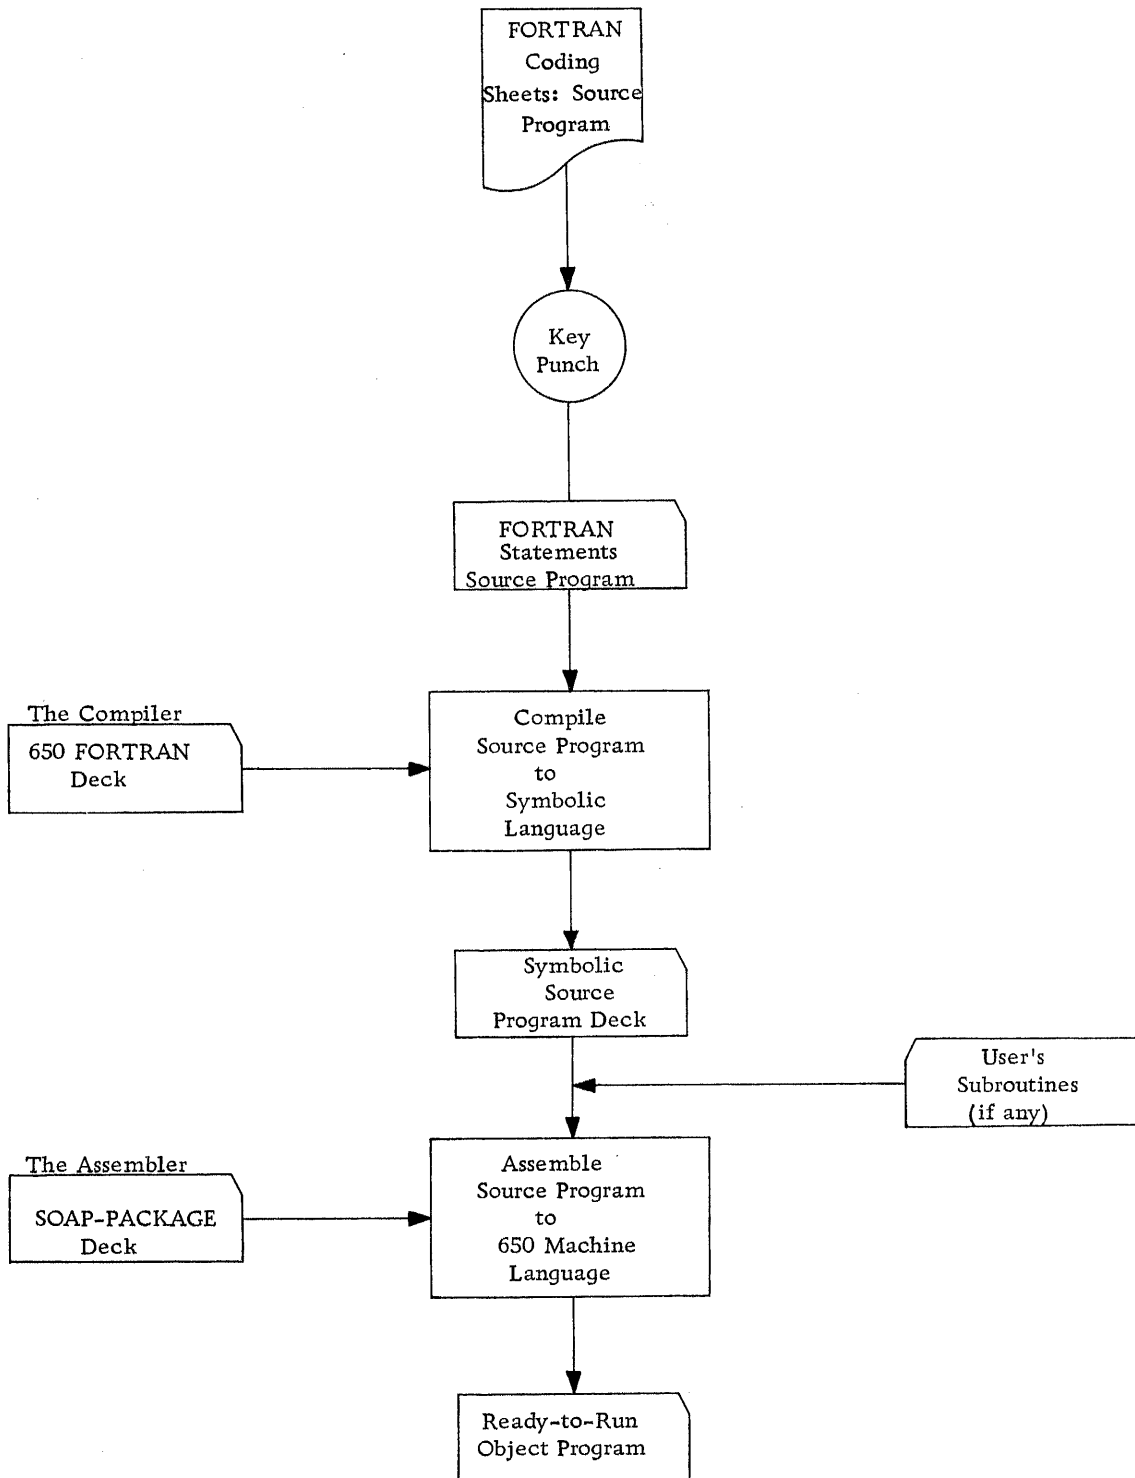 FORTRAN
Coding
Sheets: Source
Program
Key
Punch
FORTRAN
Statements
Source Program
The Compiler
650 FORTRAN
Deck
Compile
Source Program
to
Symbolic
Language
Symbolic
Source
Program Deck
User's
Subroutines
(if any)
The Assembler
SOAP-PACKAGE
Deck
Assemble
Source Program
to
650 Machine
Language
Ready-to-Run
Object Program